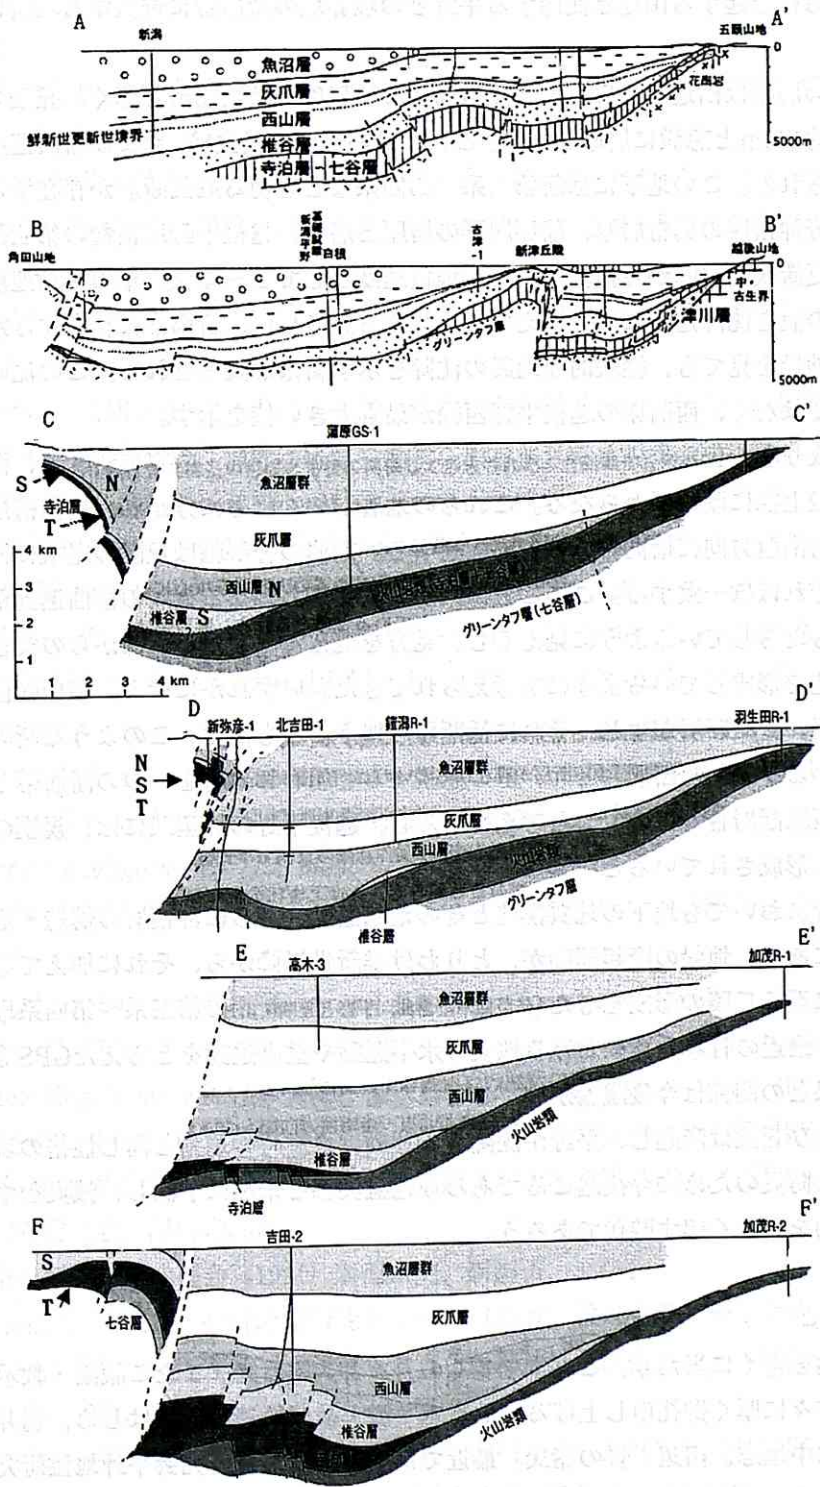 A
A'
新潟
五頭山地
魚沼層
灰爪層
西山層
鮮新世更新世境界
椎谷層
寺泊層
七谷層
花崗岩
0
5000m
B
B'
角田山地
新潟平野
基礎試錐
白根
古津-1
新津丘陵
越後山地
中・
古生界
津川層
グリーンタフ層
0
5000m
C
C'
蒲原GS-1
S
N
寺泊層
T
魚沼層群
灰爪層
西山層 N
椎谷層 S
グリーンタフ層(七谷層)
4 km
3
2
1
1 2 3 4 km
D
D'
新弥彦-1
北吉田-1
鎧潟R-1
羽生田R-1
N
S
T
魚沼層群
灰爪層
西山層
火山岩類
グリーンタフ層
椎谷層
E
E'
高木-3
加茂R-1
魚沼層群
灰爪層
西山層
火山岩類
椎谷層
寺泊層
F
F'
吉田-2
加茂R-2
S
T
七谷層
魚沼層群
灰爪層
西山層
椎谷層
火山岩類